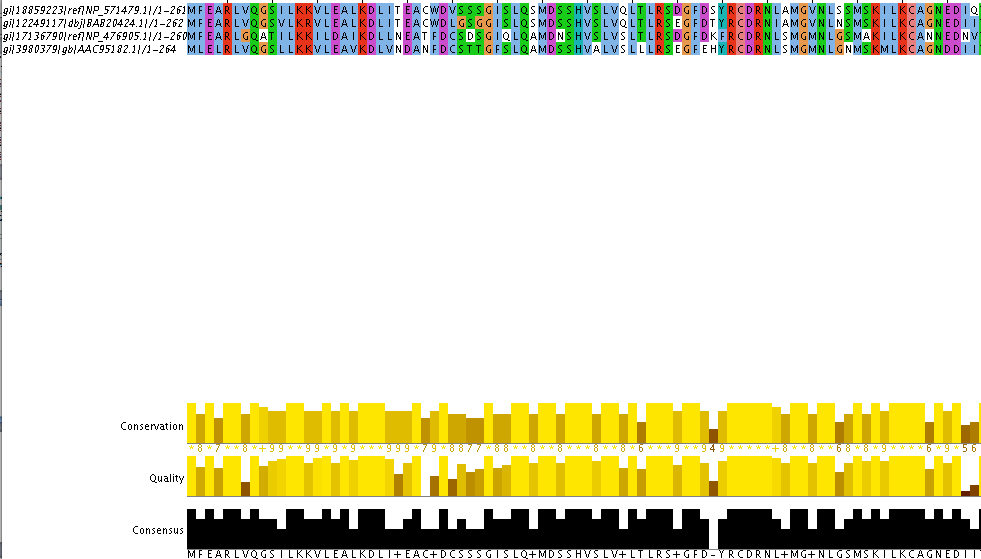 gi|18859223|ref|NP_571479.1|/1-261 MFEARLVQGSILKKVLEALKDLITEACWDVSSSGISLQSMDSSHVSLVQLTLRSDGFDSYRCDRNLAMGVNLSSMSKILKCAGNEDIQ
gi|12249117|dbj|BAB20424.1|/1-262 MFEARLVQGSVLKKVLEALKDLITEACWDLGSGGISLQSMDSSHVSLVQLTLRSEGFDTYRCDRNIAMGVNLSSMSKILKCAGNEDII
gi|17136790|ref|NP_476905.1|/1-260 MFEARLGQATILKKILDAIKDLLNEATFDCSDSGIQLQAMDNSHVSLVSLTLRSDGFDKFRCDRNLSMGMNLGSMAKILKCANNEDNV
gi|3980379|gb|AAC95182.1|/1-264 MLELRLVQGSLLKKVLEAVKDLVNDANFDCSTTGFSLQAMDSSHVALVSLLLRSEGFEHYRCDRNLSMGMNLGNMSKMLKCAGNDDII
Conservation
Quality
Consensus
MFEARLVQGSILKKVLEALKDLI+EAC+DCSSSGISLQ+MDSSHVSLV+LTLRS+GFD-YRCDRNL+MG+NLGSMSKILKCAGNEDII